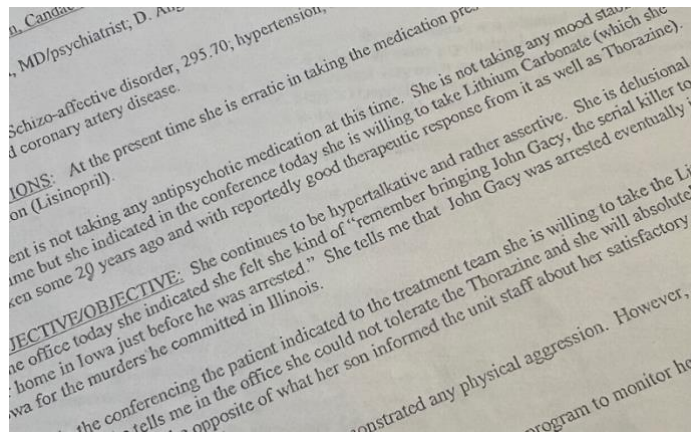 n, Candac
, MD/psychiatrist; D. An
Schizo-affective disorder, 295.70; hypertension,
d coronary artery disease.
IONS: At the present time she is erratic in taking the medication pres
on (Lisinopril).
ent is not taking any antipsychotic medication at this time. She is not taking any mood stab
me but she indicated in the conference today she is willing to take Lithium Carbonate (which she
ken some 20 years ago and with reportedly good therapeutic response from it as well as Thorazine).
JECTIVE/OBJECTIVE: She continues to be hypertalkative and rather assertive. She is delusional
he office today she indicated she felt she kind of "remember bringing John Gacy, the serial killer to
home in Iowa just before he was arrested." She tells me that John Gacy was arrested eventually
wa for the murders he committed in Illinois.
the conferencing the patient indicated to the treatment team she is willing to take the Li
tells me in the office she could not tolerate the Thorazine and she will absolute
opposite of what her son informed the unit staff about her satisfactory
onstrated any physical aggression. However,
rogram to monitor he